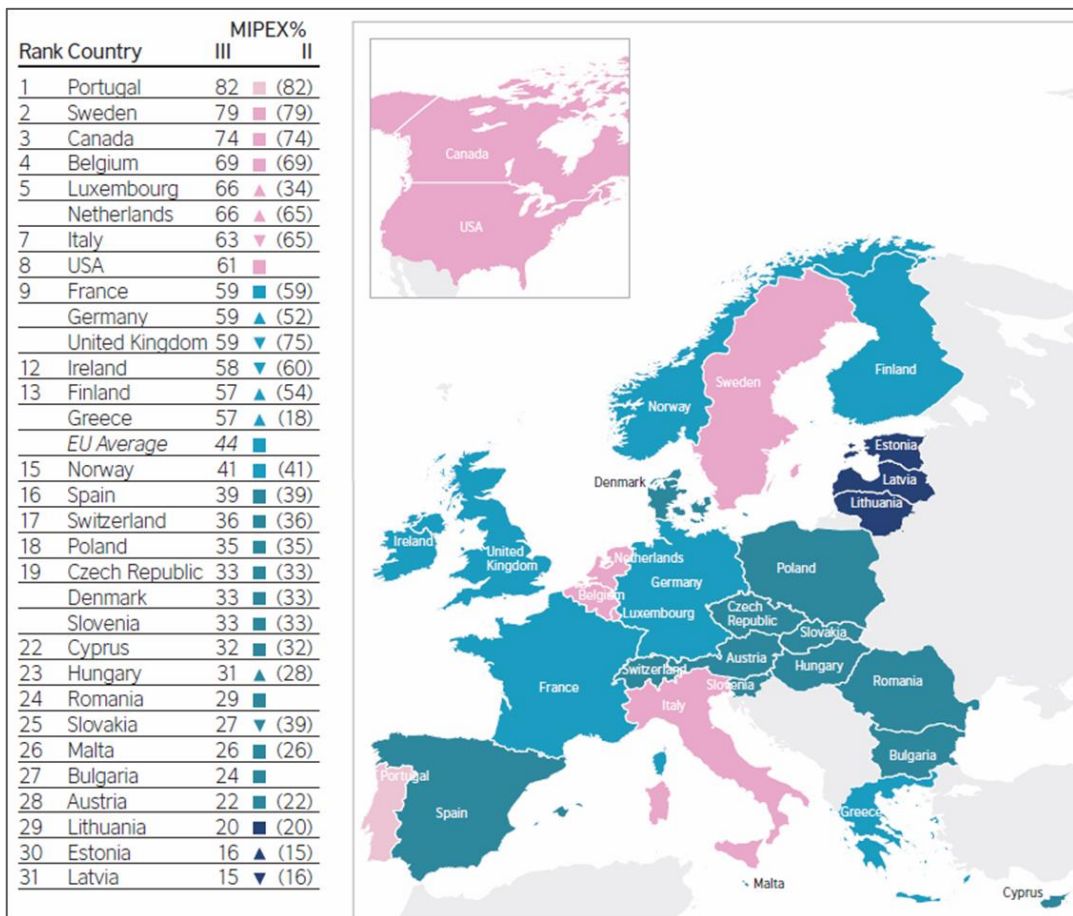 MIPEX%
Rank Country III II
1 Portugal 82 ■ (82)
2 Sweden 79 ■ (79)
3 Canada 74 ■ (74)
4 Belgium 69 ■ (69)
5 Luxembourg 66 ▲ (34)
Netherlands 66 ▲ (65)
7 Italy 63 ▼ (65)
8 USA 61 ■
9 France 59 ■ (59)
Germany 59 ▲ (52)
United Kingdom 59 ▼ (75)
12 Ireland 58 ▼ (60)
13 Finland 57 ▲ (54)
Greece 57 ▲ (18)
EU Average 44 ■
15 Norway 41 ■ (41)
16 Spain 39 ■ (39)
17 Switzerland 36 ■ (36)
18 Poland 35 ■ (35)
19 Czech Republic 33 ■ (33)
Denmark 33 ■ (33)
Slovenia 33 ■ (33)
22 Cyprus 32 ■ (32)
23 Hungary 31 ▲ (28)
24 Romania 29 ■
25 Slovakia 27 ▼ (39)
26 Malta 26 ■ (26)
27 Bulgaria 24 ■
28 Austria 22 ■ (22)
29 Lithuania 20 ■ (20)
30 Estonia 16 ▲ (15)
31 Latvia 15 ▼ (16)
Canada
USA
Finland
Sweden
Norway
Estonia
Latvia
Lithuania
Denmark
Ireland
United
Kingdom
Netherlands
Poland
Germany
Belgium
Luxembourg
Czech
Republic
Slovakia
Austria
Hungary
Switzerland
Romania
Slovenia
France
Italy
Bulgaria
Portugal
Spain
Greece
Malta
Cyprus